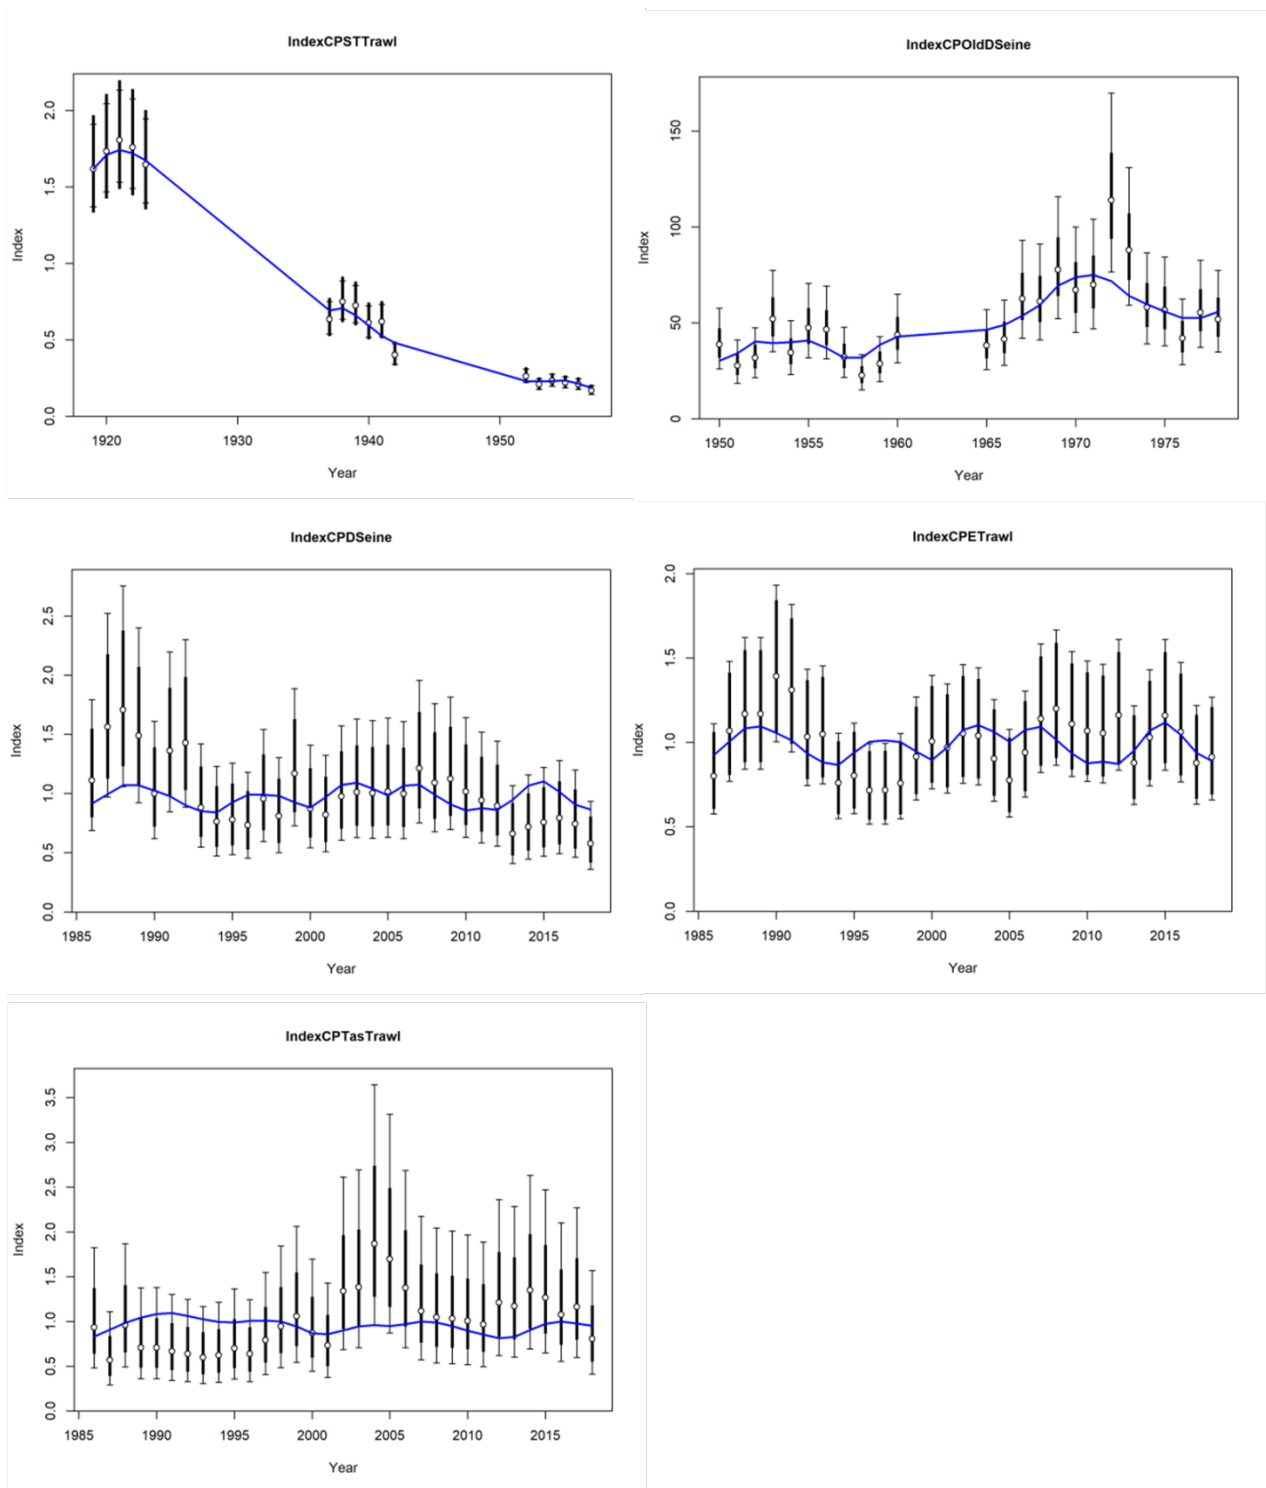 IndexCPSTTrawl
Index
0.0 0.5 1.0 1.5 2.0
1920 1930 1940 1950
Year
IndexCPOldDSeine
Index
0 50 100 150
1950 1955 1960 1965 1970 1975
Year
IndexCPDSeine
Index
0.0 0.5 1.0 1.5 2.0 2.5
1985 1990 1995 2000 2005 2010 2015
Year
IndexCPETrawl
Index
0.0 0.5 1.0 1.5 2.0
1985 1990 1995 2000 2005 2010 2015
Year
IndexCPTasTrawl
Index
0.0 0.5 1.0 1.5 2.0 2.5 3.0 3.5
1985 1990 1995 2000 2005 2010 2015
Year